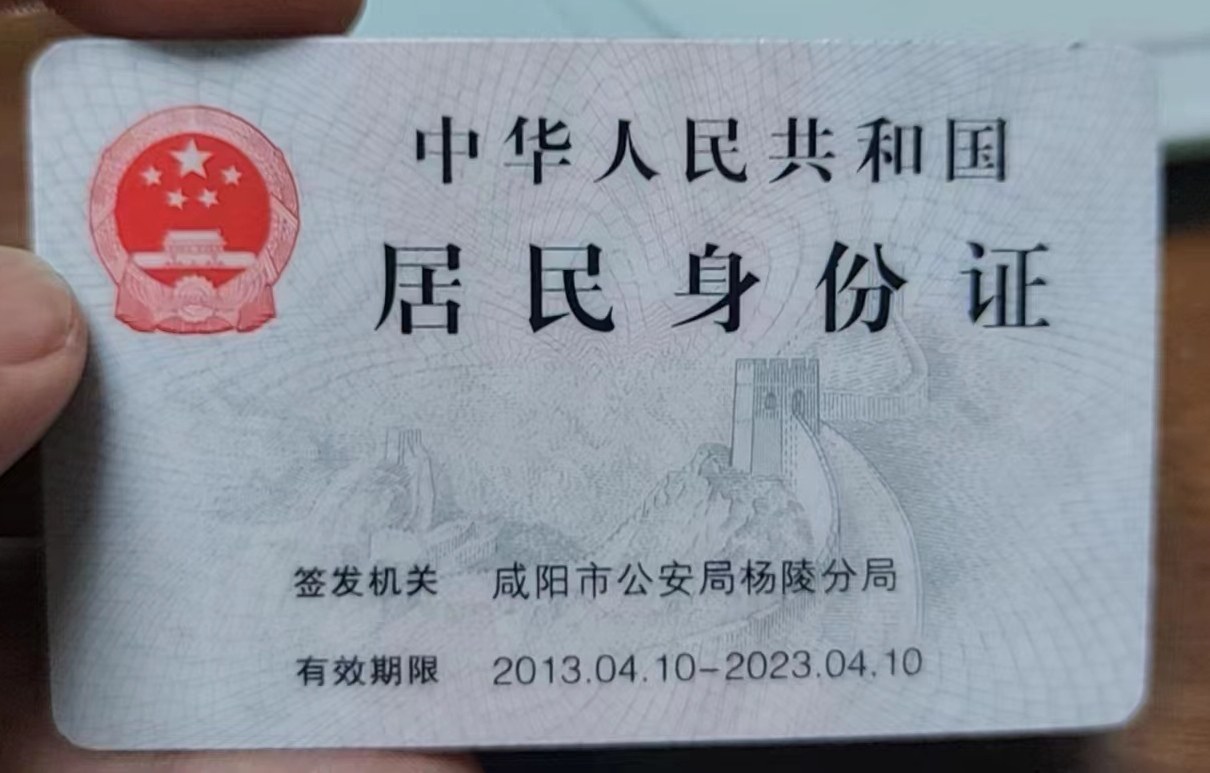 中华人民共和国
居民身份证
签发机关 咸阳市公安局杨陵分局
有效期限 2013.04.10-2023.04.10